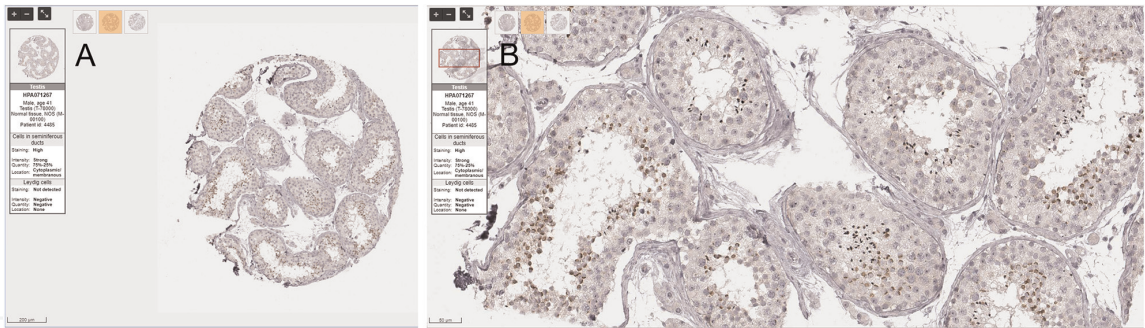 A
Testis
HPA071267
Male, age 41
Testis (T-78000)
Normal tissue, NOS (M-
00100)
Patient id: 4485
Cells in seminiferous
ducts
Staining: High
Intensity: Strong
Quantity: 75%-25%
Location: Cytoplasmic/
membranous
Leydig cells
Staining: Not detected
Intensity: Negative
Quantity: Negative
Location: None
200 μm
B
Testis
HPA071267
Male, age 41
Testis (T-78000)
Normal tissue, NOS (M-
00100)
Patient id: 4485
Cells in seminiferous
ducts
Staining: High
Intensity: Strong
Quantity: 75%-25%
Location: Cytoplasmic/
membranous
Leydig cells
Staining: Not detected
Intensity: Negative
Quantity: Negative
Location: None
50 μm